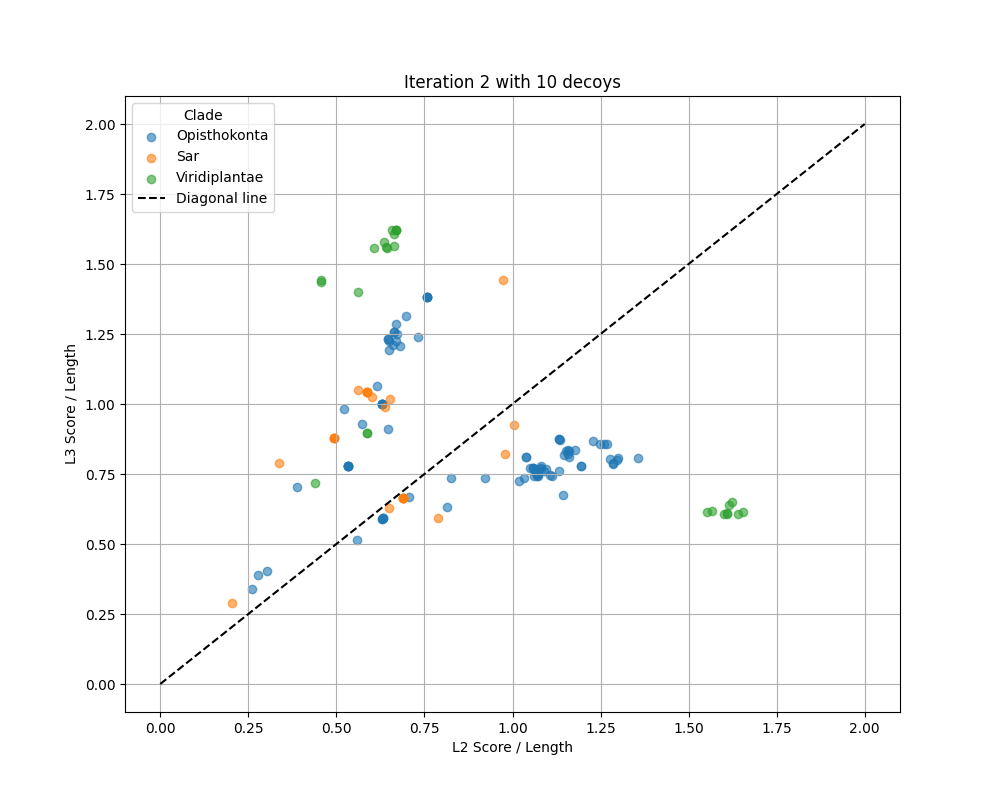 Iteration 2 with 10 decoys
Clade
Opisthokonta
Sar
Viridiplantae
Diagonal line
L3 Score / Length
2.00
1.75
1.50
1.25
1.00
0.75
0.50
0.25
0.00
0.00 0.25 0.50 0.75 1.00 1.25 1.50 1.75 2.00
L2 Score / Length